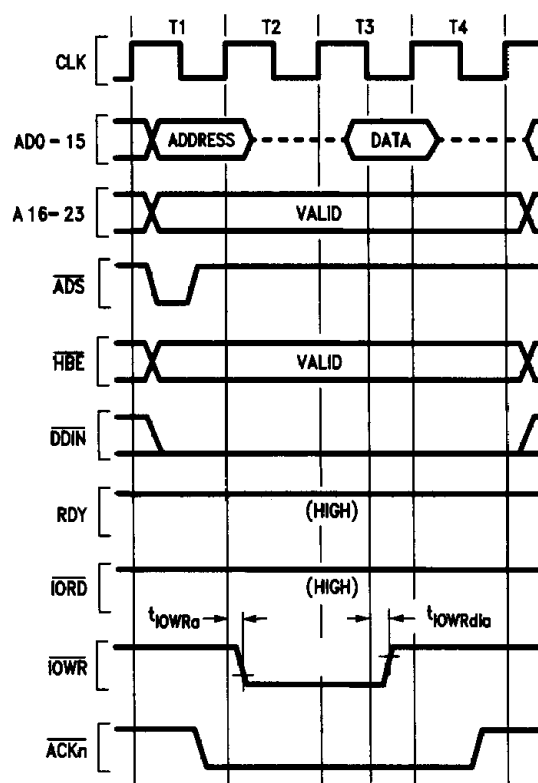 T1 T2 T3 T4
CLK
AD0-15 ADDRESS DATA
A16-23 VALID
ADS
HBE VALID
DDIN
RDY (HIGH)
IORD (HIGH)
tIOWRa tIOWRdia
IOWR
ACKn